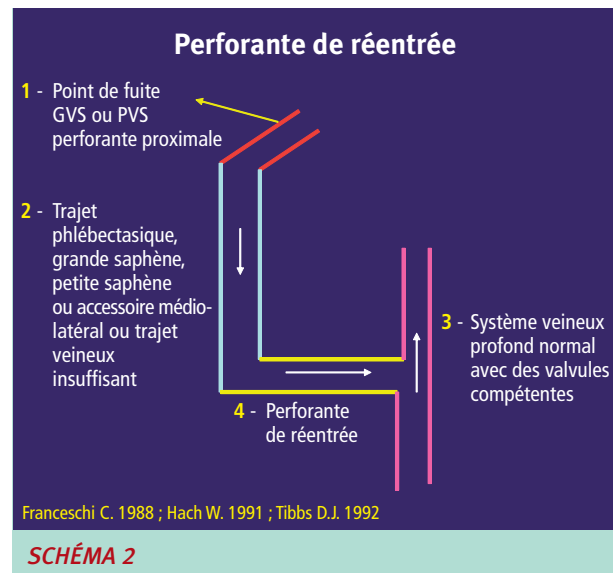 Perforante de réentrée
1 - Point de fuite
GVS ou PVS
perforante proximale
2 - Trajet
phlébectasique,
grande saphène,
petite saphène
ou accessoire médio-
latéral ou trajet
veineux
insuffisant
3 - Système veineux
profond normal
avec des valvules
compétentes
4 - Perforante
de réentrée
Franceschi C. 1988 ; Hach W. 1991 ; Tibbs D.J. 1992
SCHÉMA 2